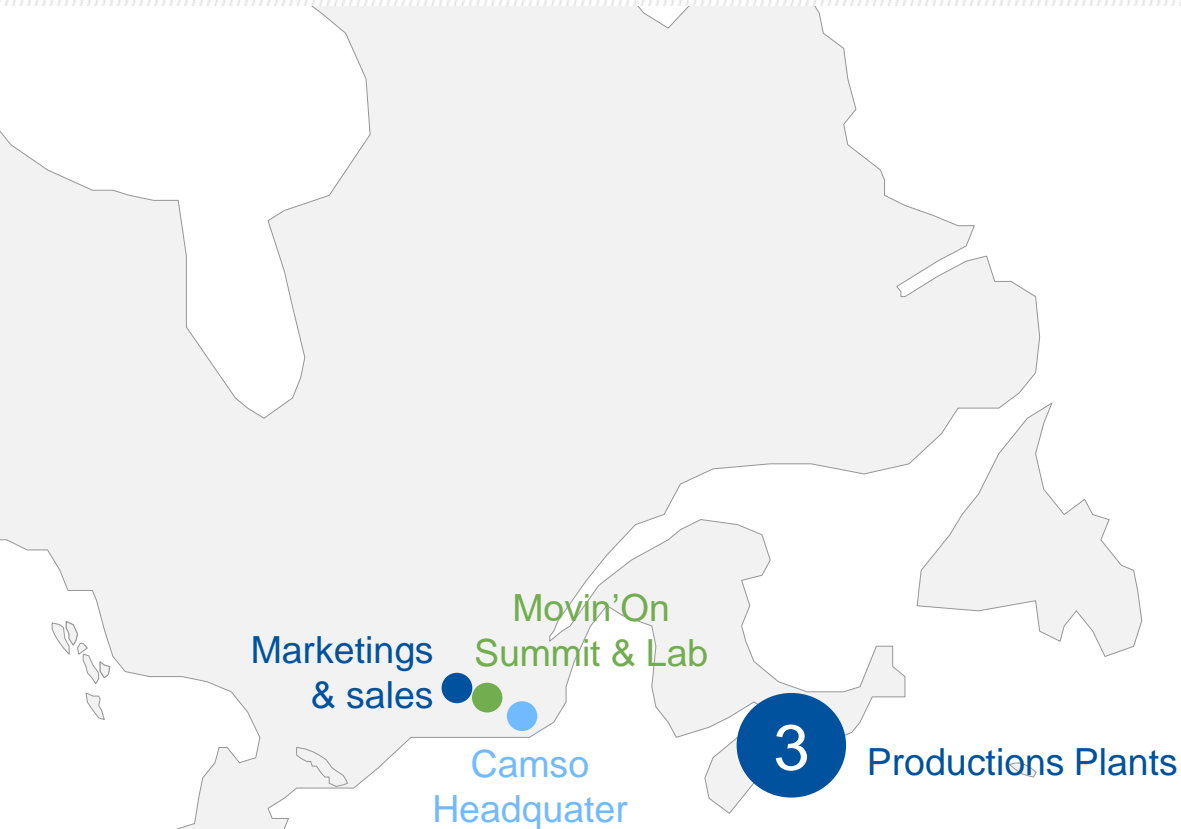 Movin’On
Summit & Lab
Marketings
& sales
Camso
Headquater
3
Productions Plants